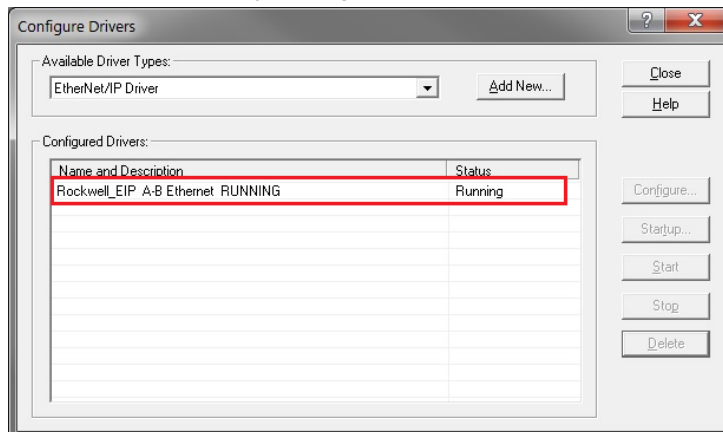 Configure Drivers
?
X
Available Driver Types:
EtherNet/IP Driver
Add New...
Close
Help
Configured Drivers:
Name and Description Status
Rockwell_EIP A-B Ethernet RUNNING Running
Configure...
Startup...
Start
Stop
Delete